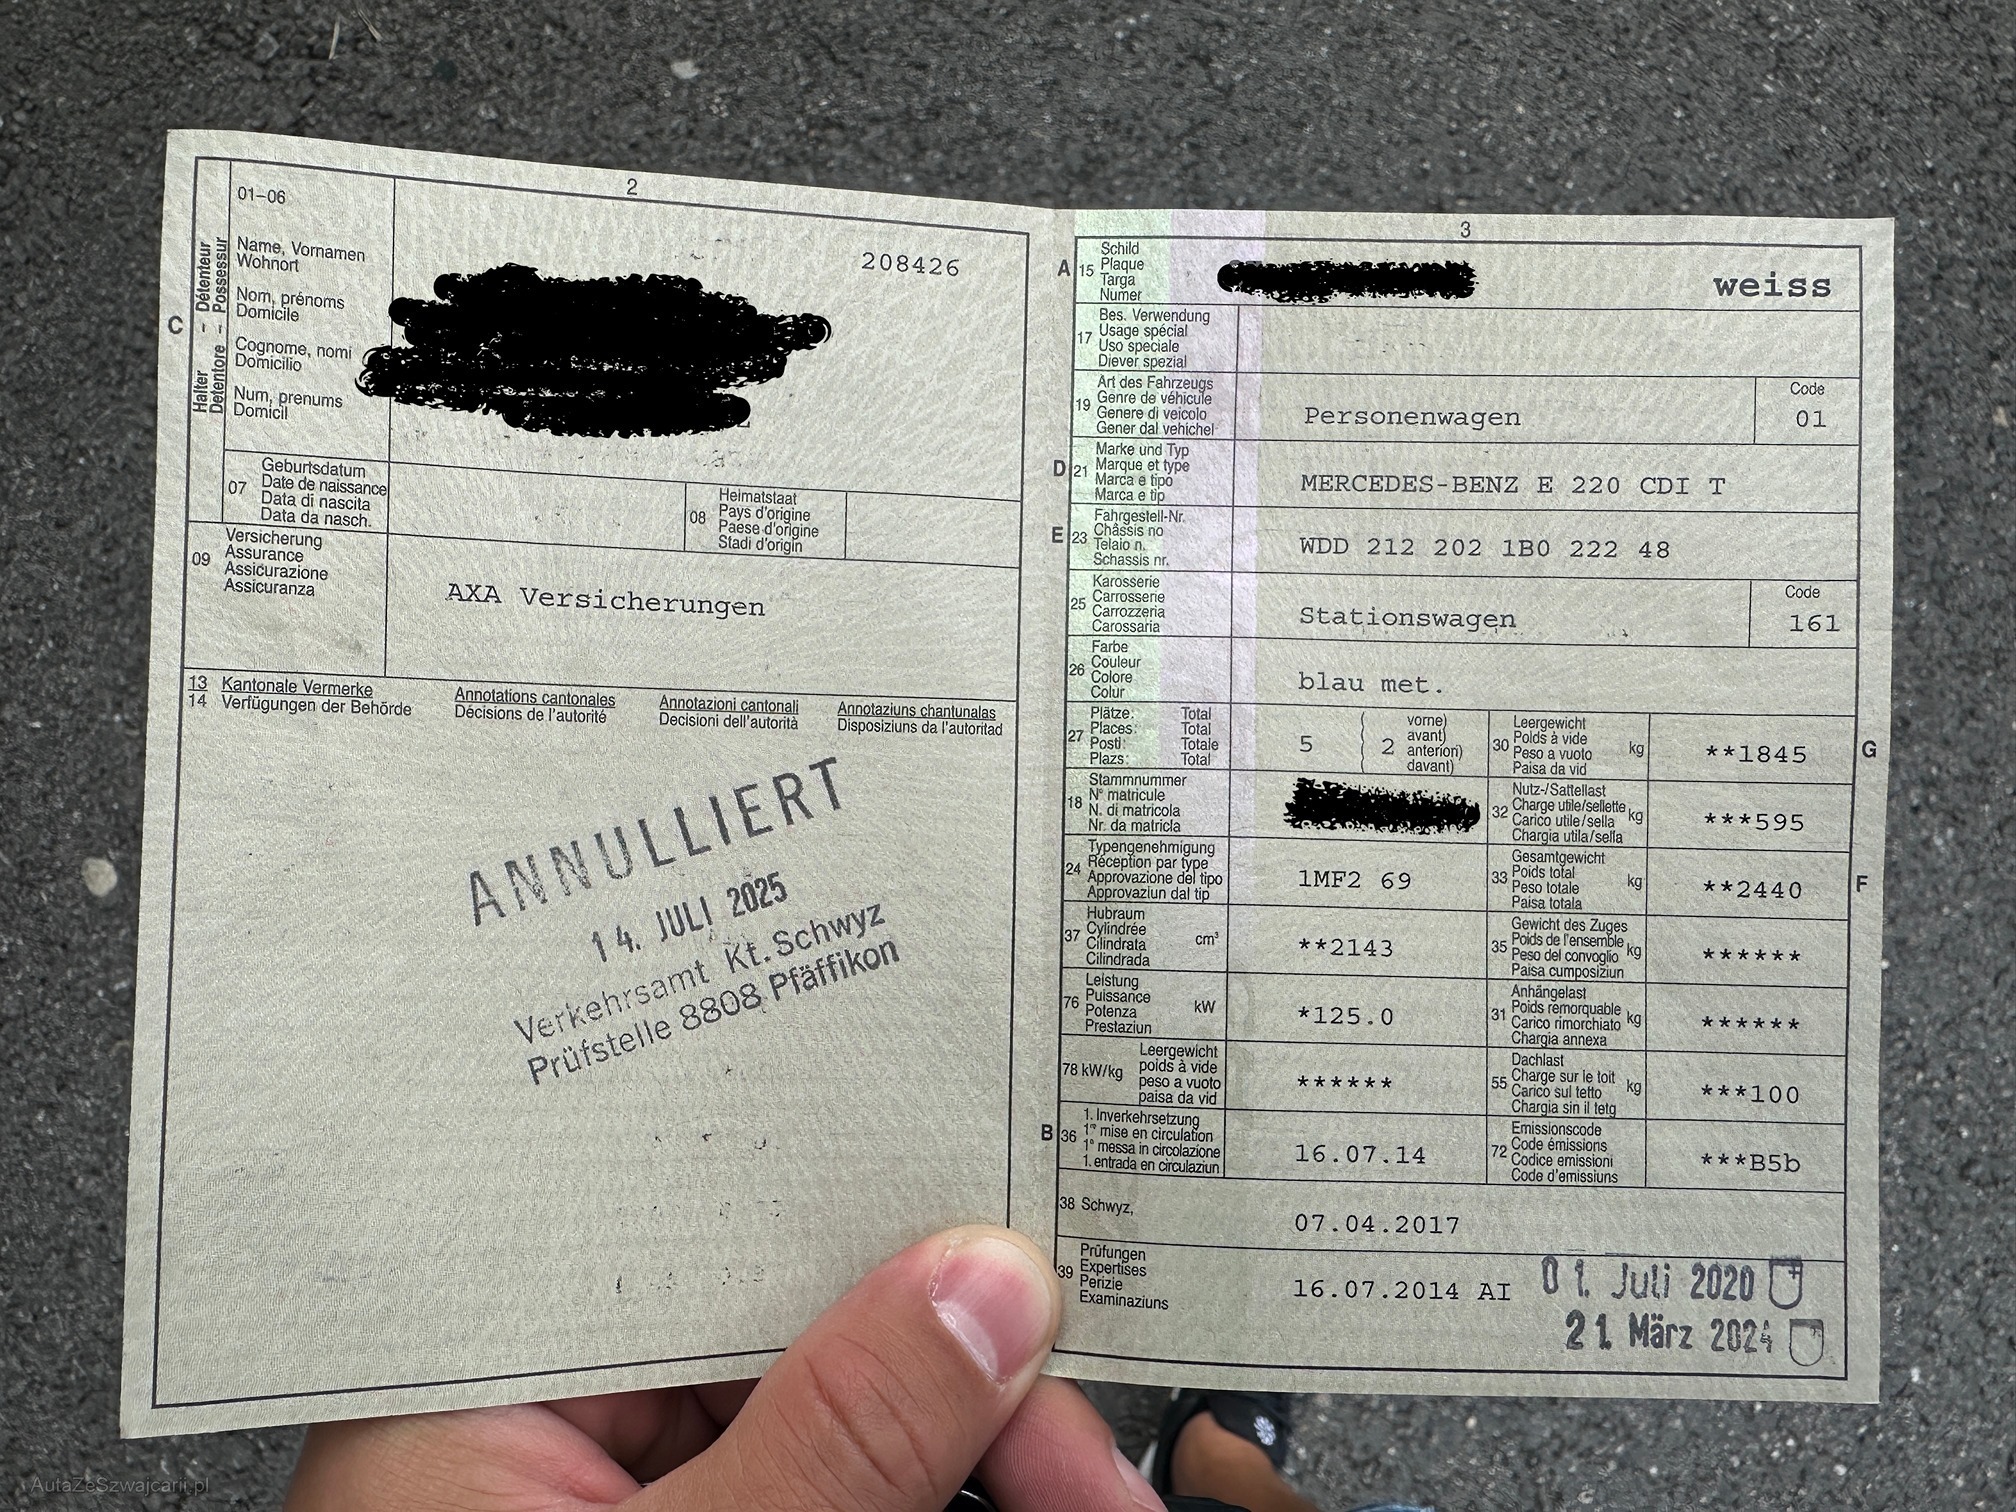 2
01–06
Halter - Détenteur
Detentore - Possessur
C
Name, Vornamen
Wohnort
Nom, prénoms
Domicile
Cognome, nomi
Domicilio
Num, prenums
Domicil
208426
07
Geburtsdatum
Date de naissance
Data di nascita
Data da nasch.
08
Heimatstaat
Pays d'origine
Paese d'origine
Stadi d'origin
09
Versicherung
Assurance
Assicurazione
Assicuranza
AXA Versicherungen
13 Kantonale Vermerke Annotations cantonales Annotazioni cantonali Annotaziuns chantunalas
14 Verfügungen der Behörde Décisions de l'autorité Decisioni dell'autorità Disposiziuns da l'autoritad
ANNULLIERT
14. JULI 2025
Verkehrsamt Kt. Schwyz
Prüfstelle 8808 Pfäffikon
3
A 15
Schild
Plaque
Targa
Numer
weiss
17
Bes. Verwendung
Usage spécial
Uso speciale
Diever spezial
19
Art des Fahrzeugs
Genre de véhicule
Genere di veicolo
Gener dal vehichel
Personenwagen
Code
01
D 21
Marke und Typ
Marque et type
Marca e tipo
Marca e tip
MERCEDES-BENZ E 220 CDI T
E 23
Fahrgestell-Nr.
Châssis no
Telaio n.
Schassis nr.
WDD 212 202 1B0 222 48
25
Karosserie
Carrosserie
Carrozzeria
Carossaria
Stationswagen
Code
161
26
Farbe
Couleur
Colore
Colur
blau met.
27
Plätze: Total
Places: Total
Posti: Totale
Plazs: Total
5 ( 2
vorne)
avant)
anteriori)
davant)
30
Leergewicht
Poids à vide
Peso a vuoto
Paisa da vid
kg
**1845
G
18
Stammnummer
N° matricule
N. di matricola
Nr. da matricla
32
Nutz-/Sattellast
Charge utile/sellette
Carico utile/sella
Chargia utila/sella
kg
***595
24
Typengenehmigung
Réception par type
Approvazione del tipo
Approvaziun dal tip
1MF2 69
33
Gesamtgewicht
Poids total
Peso totale
Paisa totala
kg
**2440
F
37
Hubraum
Cylindrée
Cilindrata
Cilindrada
cm³
**2143
35
Gewicht des Zuges
Poids de l'ensemble
Peso del convoglio
Paisa cumposiziun
kg
******
76
Leistung
Puissance
Potenza
Prestaziun
kW
*125.0
31
Anhängelast
Poids remorquable
Carico rimorchiato
Chargia annexa
kg
******
78 kW/kg
Leergewicht
poids à vide
peso a vuoto
paisa da vid
******
55
Dachlast
Charge sur le toit
Carico sul tetto
Chargia sin il tetg
kg
***100
B 36
1. Inverkehrsetzung
1re mise en circulation
1a messa in circolazione
1. entrada en circulaziun
16.07.14
72
Emissionscode
Code émissions
Codice emissioni
Code d'emissiuns
***B5b
38 Schwyz,
07.04.2017
39
Prüfungen
Expertises
Perizie
Examinaziuns
16.07.2014 AI
01. Juli 2020
21. März 2024
AutaZeSzwajcarii.pl